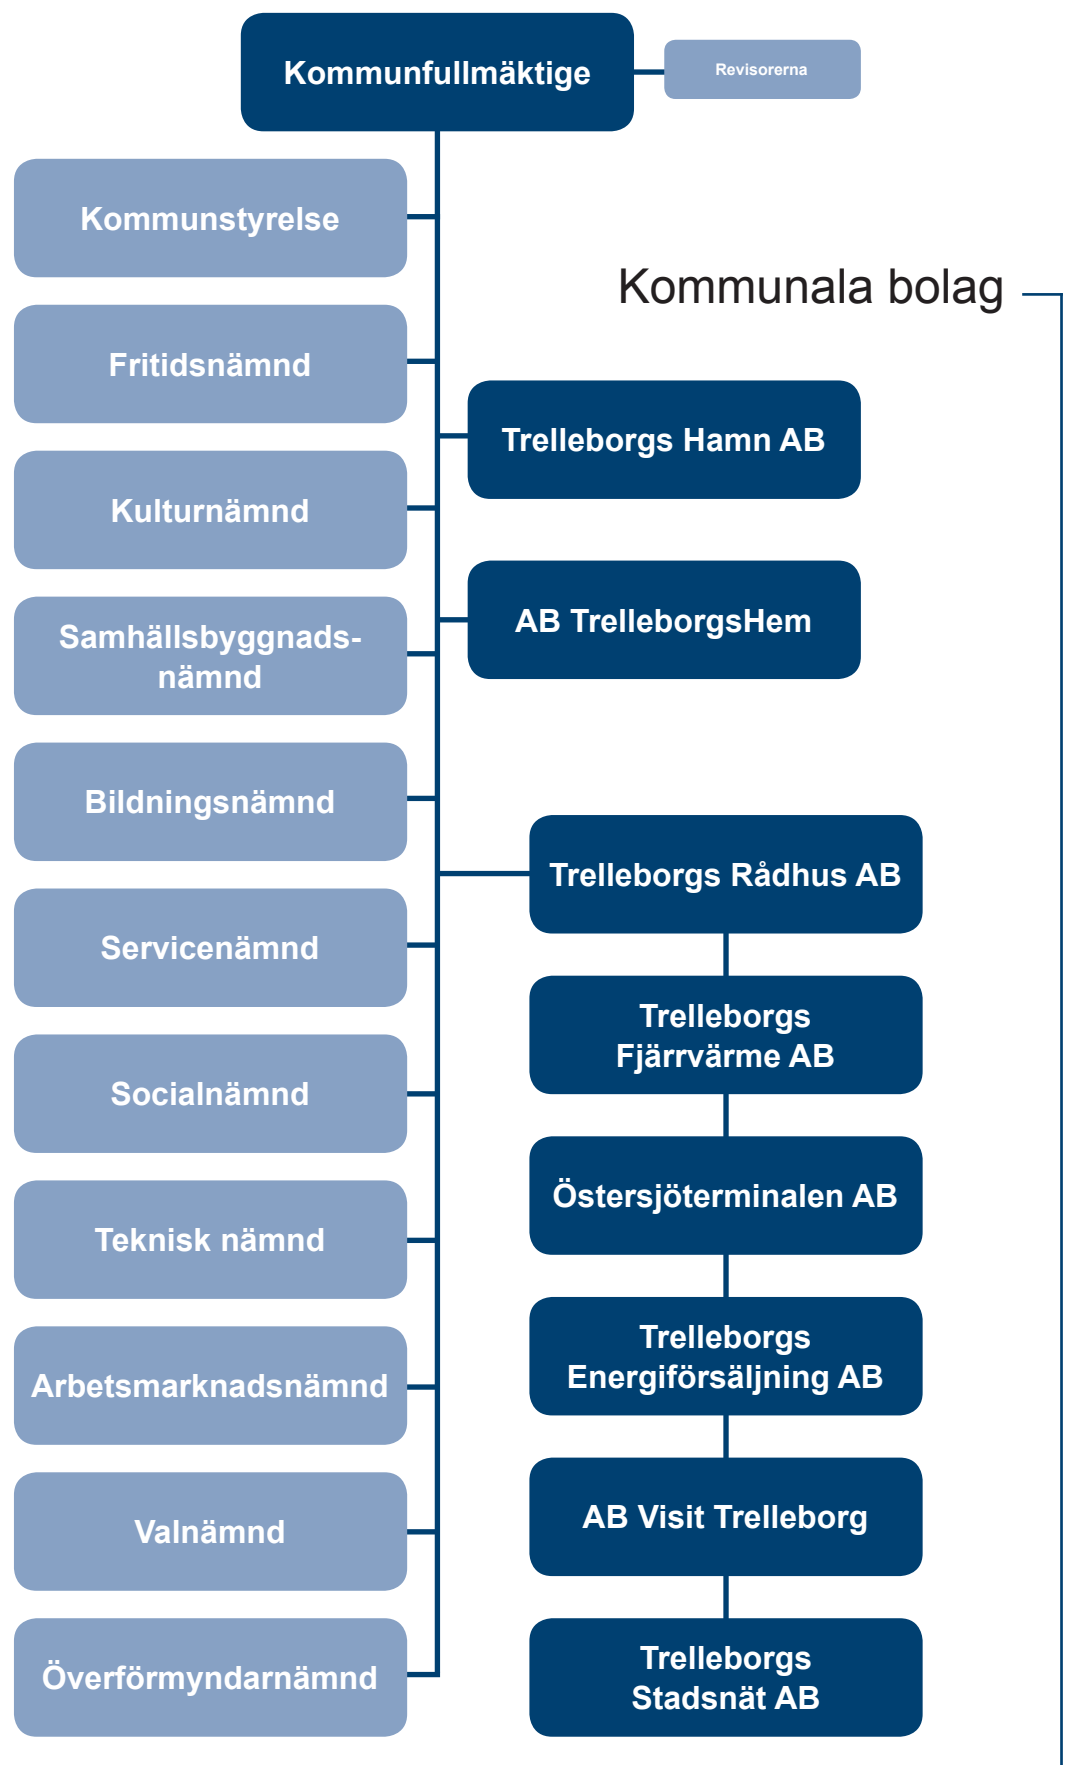 Kommunfullmäktige
Revisorerna
Kommunstyrelse
Fritidsnämnd
Kulturnämnd
Samhällsbyggnads-
nämnd
Bildningsnämnd
Servicenämnd
Socialnämnd
Teknisk nämnd
Arbetsmarknadsnämnd
Valnämnd
Överförmyndarnämnd
Kommunala bolag
Trelleborgs Hamn AB
AB TrelleborgsHem
Trelleborgs Rådhus AB
Trelleborgs
Fjärrvärme AB
Östersjöterminalen AB
Trelleborgs
Energiförsäljning AB
AB Visit Trelleborg
Trelleborgs
Stadsnät AB